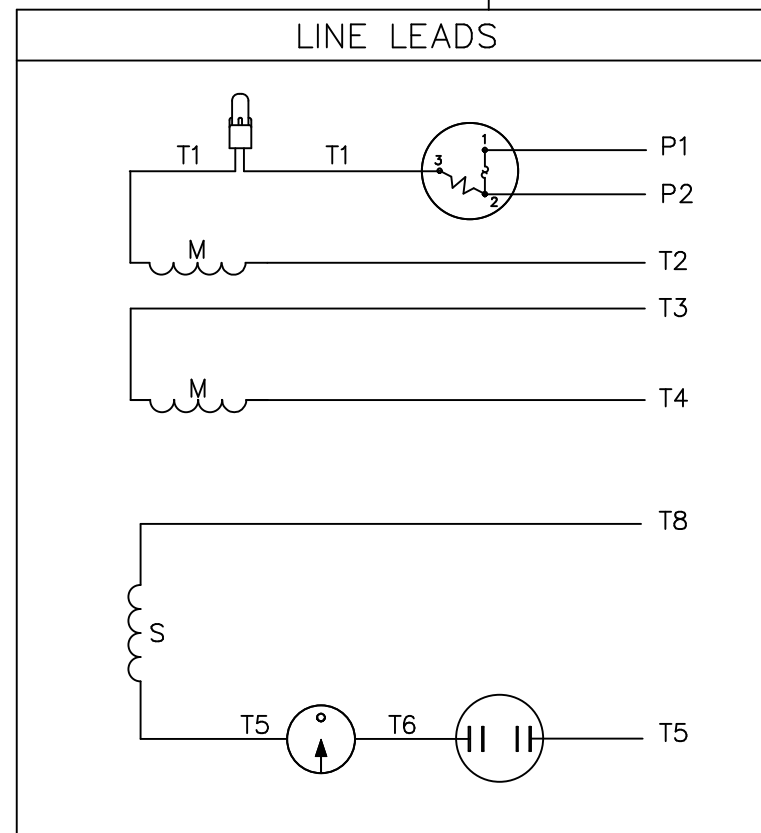 LINE LEADS
T1 T1 3 1 P1
2 P2
M T2
T3
M T4
T8
S
T5 T6 T5